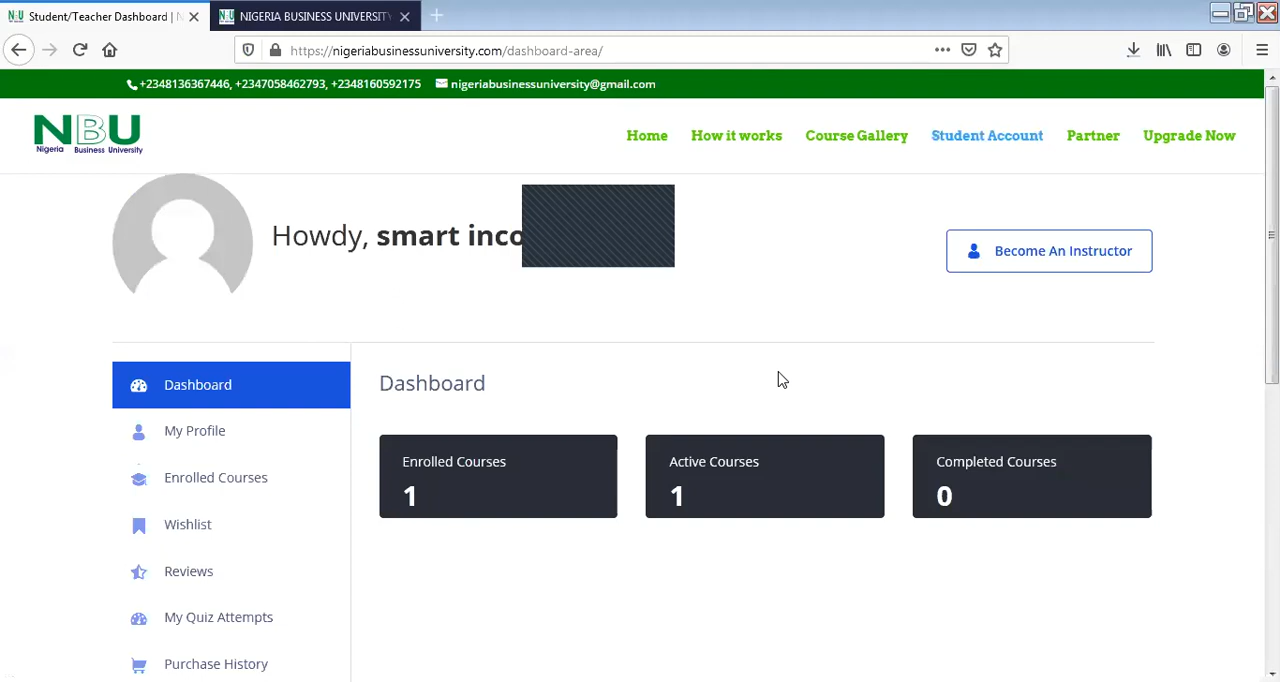 Student/Teacher Dashboard |
NIGERIA BUSINESS UNIVERSITY
https://nigeriabusinessuniversity.com/dashboard-area/
+2348136367446, +2347058462793, +2348160592175
nigeriabusinessuniversity@gmail.com
NBU
Nigeria Business University
Home
How it works
Course Gallery
Student Account
Partner
Upgrade Now
Howdy, smart inco
Become An Instructor
Dashboard
My Profile
Enrolled Courses
Wishlist
Reviews
My Quiz Attempts
Purchase History
Dashboard
Enrolled Courses
1
Active Courses
1
Completed Courses
0